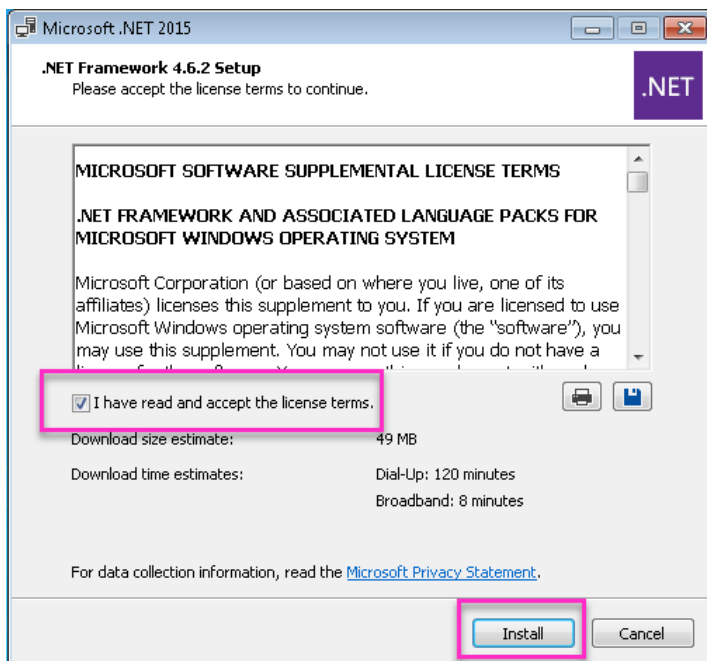 Microsoft .NET 2015
.NET Framework 4.6.2 Setup
Please accept the license terms to continue.
.NET
MICROSOFT SOFTWARE SUPPLEMENTAL LICENSE TERMS
.NET FRAMEWORK AND ASSOCIATED LANGUAGE PACKS FOR
MICROSOFT WINDOWS OPERATING SYSTEM
Microsoft Corporation (or based on where you live, one of its
affiliates) licenses this supplement to you. If you are licensed to use
Microsoft Windows operating system software (the “software”), you
may use this supplement. You may not use it if you do not have a
I have read and accept the license terms.
Download size estimate: 49 MB
Download time estimates: Dial-Up: 120 minutes
Broadband: 8 minutes
For data collection information, read the Microsoft Privacy Statement.
Install Cancel